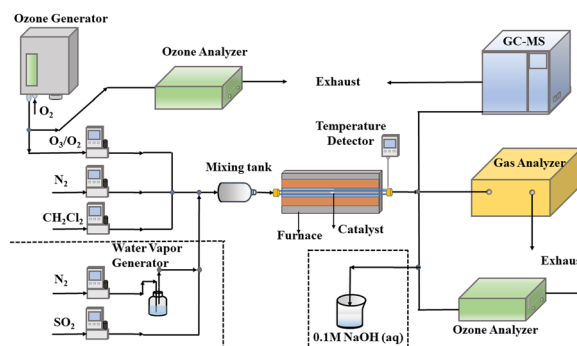 Ozone Generator
Ozone Analyzer
GC-MS
O₂
Exhaust
Temperature
Detector
O₃/O₂
Mixing tank
Gas Analyzer
N₂
CH₂Cl₂
Furnace
Catalyst
Water Vapor
Generator
Exhaus
N₂
SO₂
0.1M NaOH (aq)
Ozone Analyzer